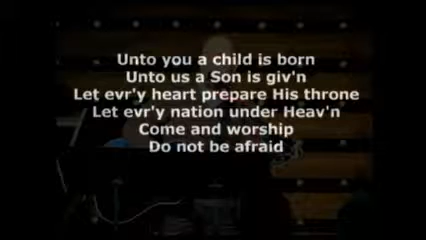 Unto you a child is born
Unto us a Son is giv'n
Let evr'y heart prepare His throne
Let evr'y nation under Heav'n
Come and worship
Do not be afraid